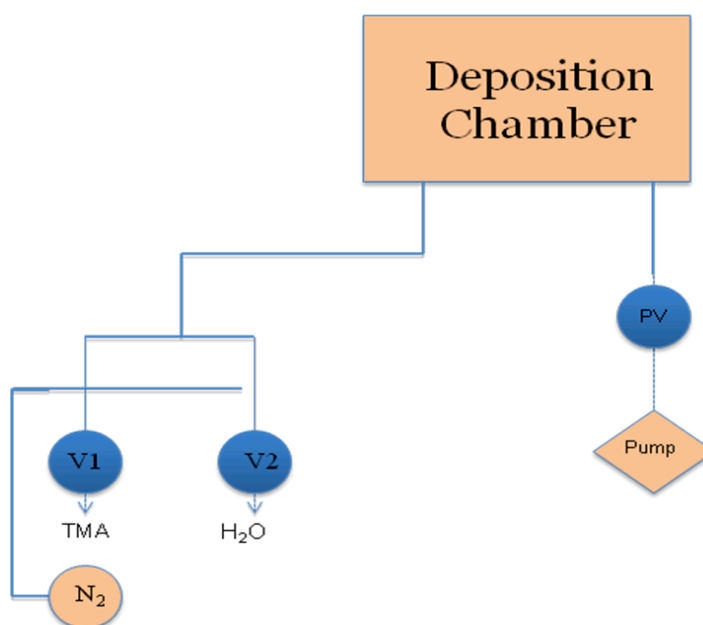 Deposition
Chamber
PV
Pump
V1
V2
TMA
H₂O
N₂